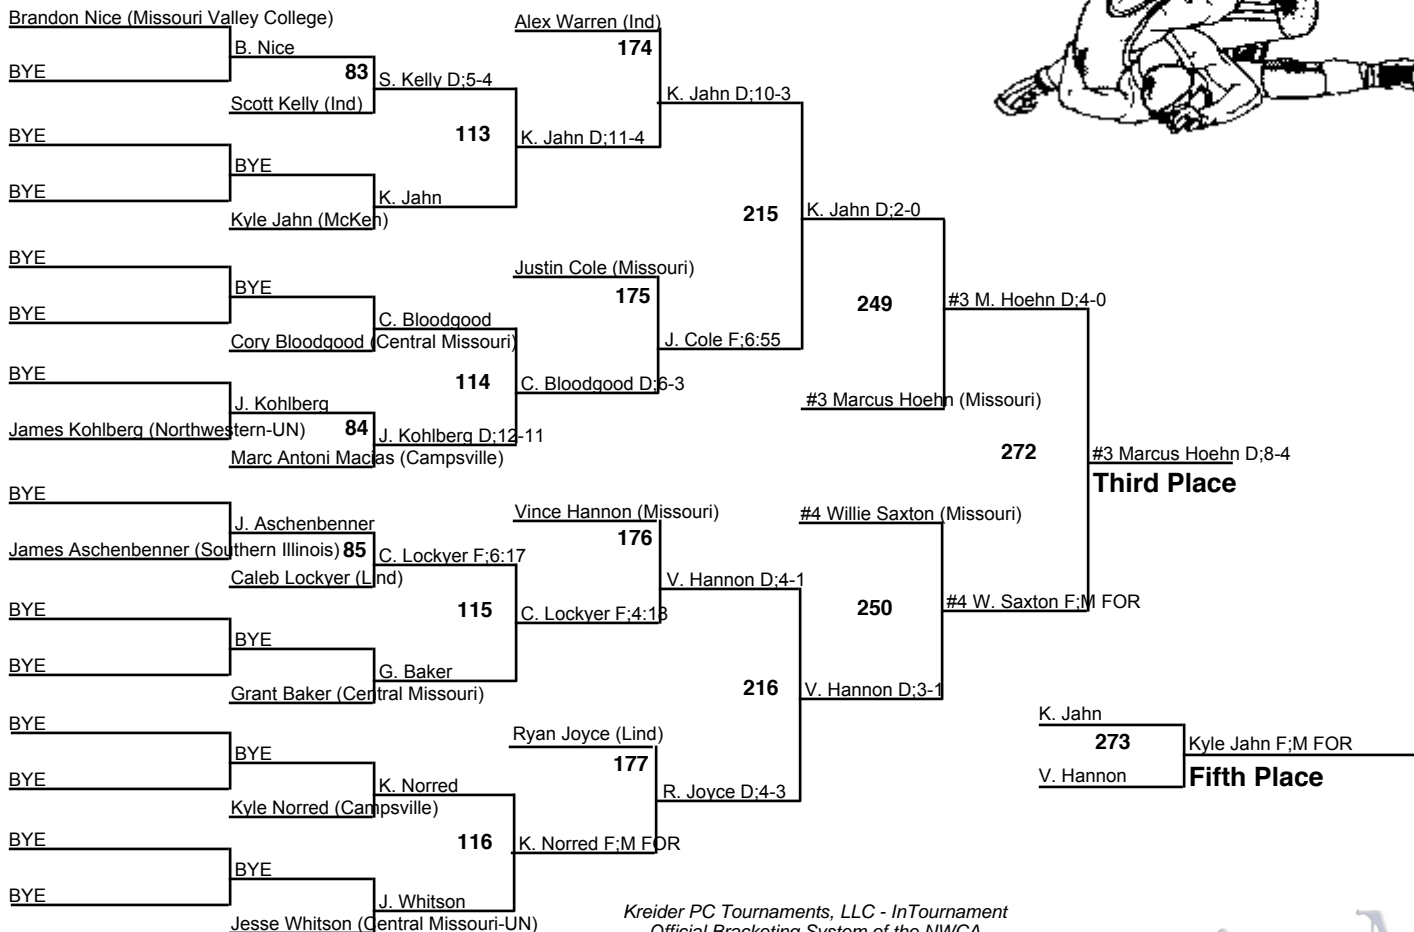 Brandon Nice (Missouri Valley College)
Alex Warren (Ind)
B. Nice
174
BYE
83
S. Kelly D;5-4
K. Jahn D;10-3
Scott Kelly (Ind)
BYE
113
K. Jahn D;11-4
BYE
BYE
K. Jahn
215
K. Jahn D;2-0
Kyle Jahn (McKen)
BYE
Justin Cole (Missouri)
BYE
175
249
#3 M. Hoehn D;4-0
BYE
C. Bloodgood
Cory Bloodgood (Central Missouri)
J. Cole F;6:55
BYE
114
C. Bloodgood D;6-3
J. Kohlberg
#3 Marcus Hoehn (Missouri)
James Kohlberg (Northwestern-UN)
84
J. Kohlberg D;12-11
Marc Antoni Macias (Campsville)
272
#3 Marcus Hoehn D;8-4
Third Place
BYE
Vince Hannon (Missouri)
#4 Willie Saxton (Missouri)
J. Aschenbenner
176
James Aschenbenner (Southern Illinois)
85
C. Lockyer F;6:17
Caleb Lockyer (Lind)
V. Hannon D;4-1
BYE
115
C. Lockyer F;4:18
250
#4 W. Saxton F;M FOR
BYE
BYE
G. Baker
216
V. Hannon D;3-1
Grant Baker (Central Missouri)
BYE
Ryan Joyce (Lind)
K. Jahn
BYE
177
273
Kyle Jahn F;M FOR
BYE
K. Norred
R. Joyce D;4-3
V. Hannon
Fifth Place
Kyle Norred (Campsville)
BYE
116
K. Norred F;M FOR
BYE
BYE
J. Whitson
Jesse Whitson (Central Missouri-UN)
Kreider PC Tournaments, LLC - InTournament
Official Bracketing System of the NWCA